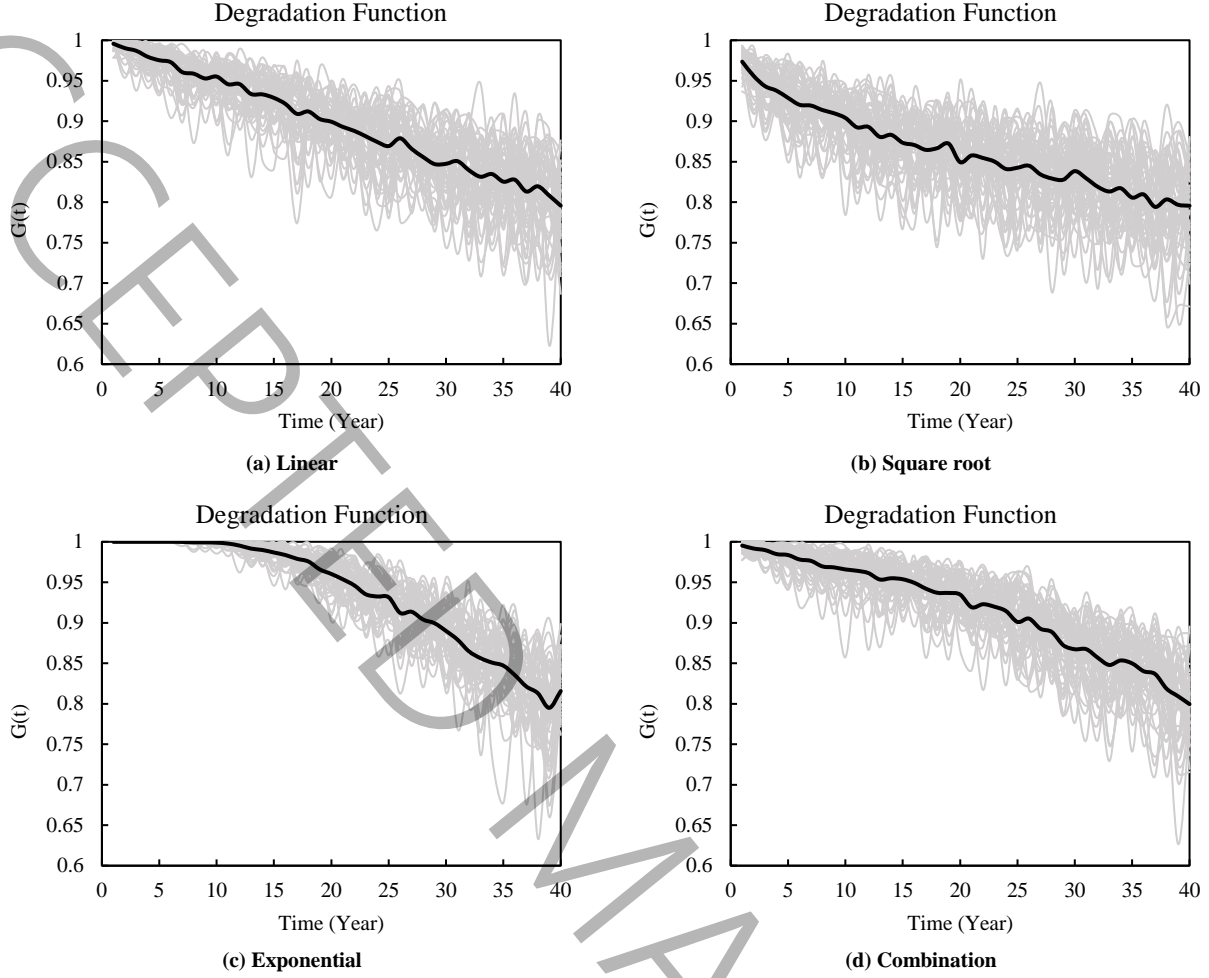 Degradation Function
1
0.95
0.9
0.85
0.8
0.75
0.7
0.65
0.6
G(t)
0 5 10 15 20 25 30 35 40
Time (Year)
(a) Linear
Degradation Function
1
0.95
0.9
0.85
0.8
0.75
0.7
0.65
0.6
G(t)
0 5 10 15 20 25 30 35 40
Time (Year)
(b) Square root
Degradation Function
1
0.95
0.9
0.85
0.8
0.75
0.7
0.65
0.6
G(t)
0 5 10 15 20 25 30 35 40
Time (Year)
(c) Exponential
Degradation Function
1
0.95
0.9
0.85
0.8
0.75
0.7
0.65
0.6
G(t)
0 5 10 15 20 25 30 35 40
Time (Year)
(d) Combination
CCEPTED MA